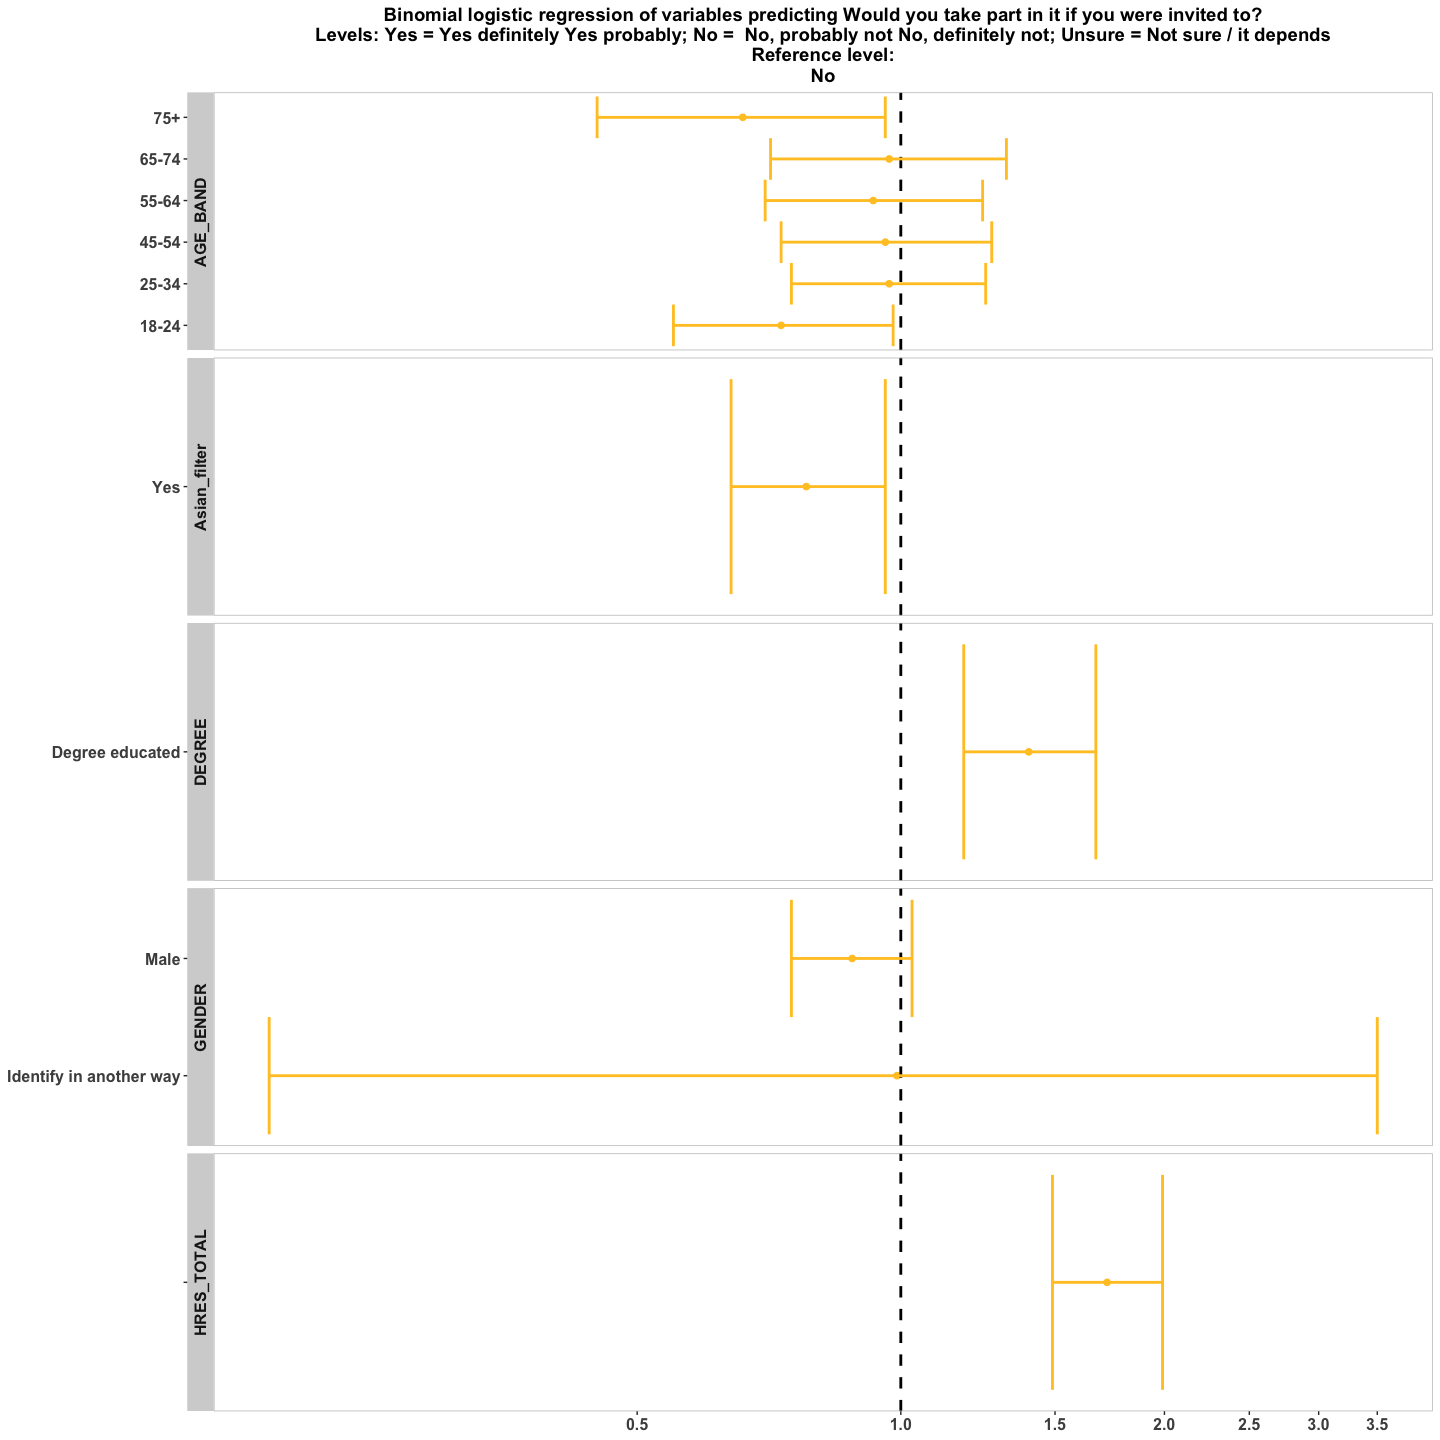 Binomial logistic regression of variables predicting Would you take part in it if you were invited to?
Levels: Yes = Yes definitely Yes probably; No =  No, probably not No, definitely not; Unsure = Not sure / it depends
Reference level:
No
AGE_BAND
75+
65-74
55-64
45-54
25-34
18-24
Asian_filter
Yes
DEGREE
Degree educated
GENDER
Male
Identify in another way
HRES_TOTAL
0.5 1.0 1.5 2.0 2.5 3.0 3.5